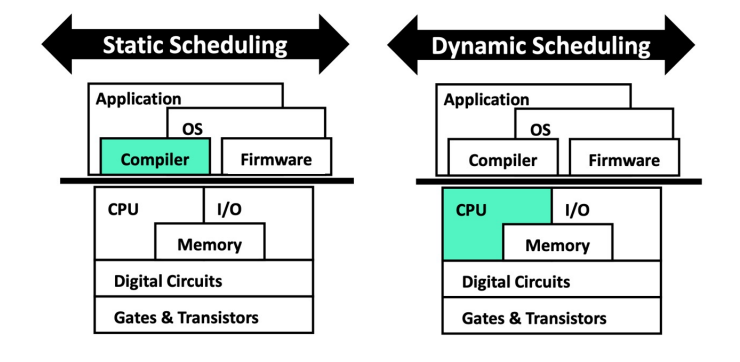 Static Scheduling
Application
OS
Compiler
Firmware
CPU
I/O
Memory
Digital Circuits
Gates & Transistors
Dynamic Scheduling
Application
OS
Compiler
Firmware
CPU
I/O
Memory
Digital Circuits
Gates & Transistors